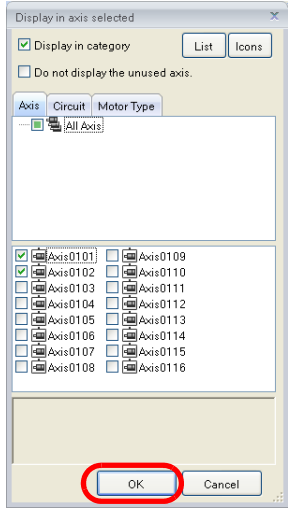 Display in axis selected
Display in category List Icons
Do not display the unused axis.
Axis Circuit Motor Type
All Axis
Axis0101 Axis0109
Axis0102 Axis0110
Axis0103 Axis0111
Axis0104 Axis0112
Axis0105 Axis0113
Axis0106 Axis0114
Axis0107 Axis0115
Axis0108 Axis0116
OK Cancel